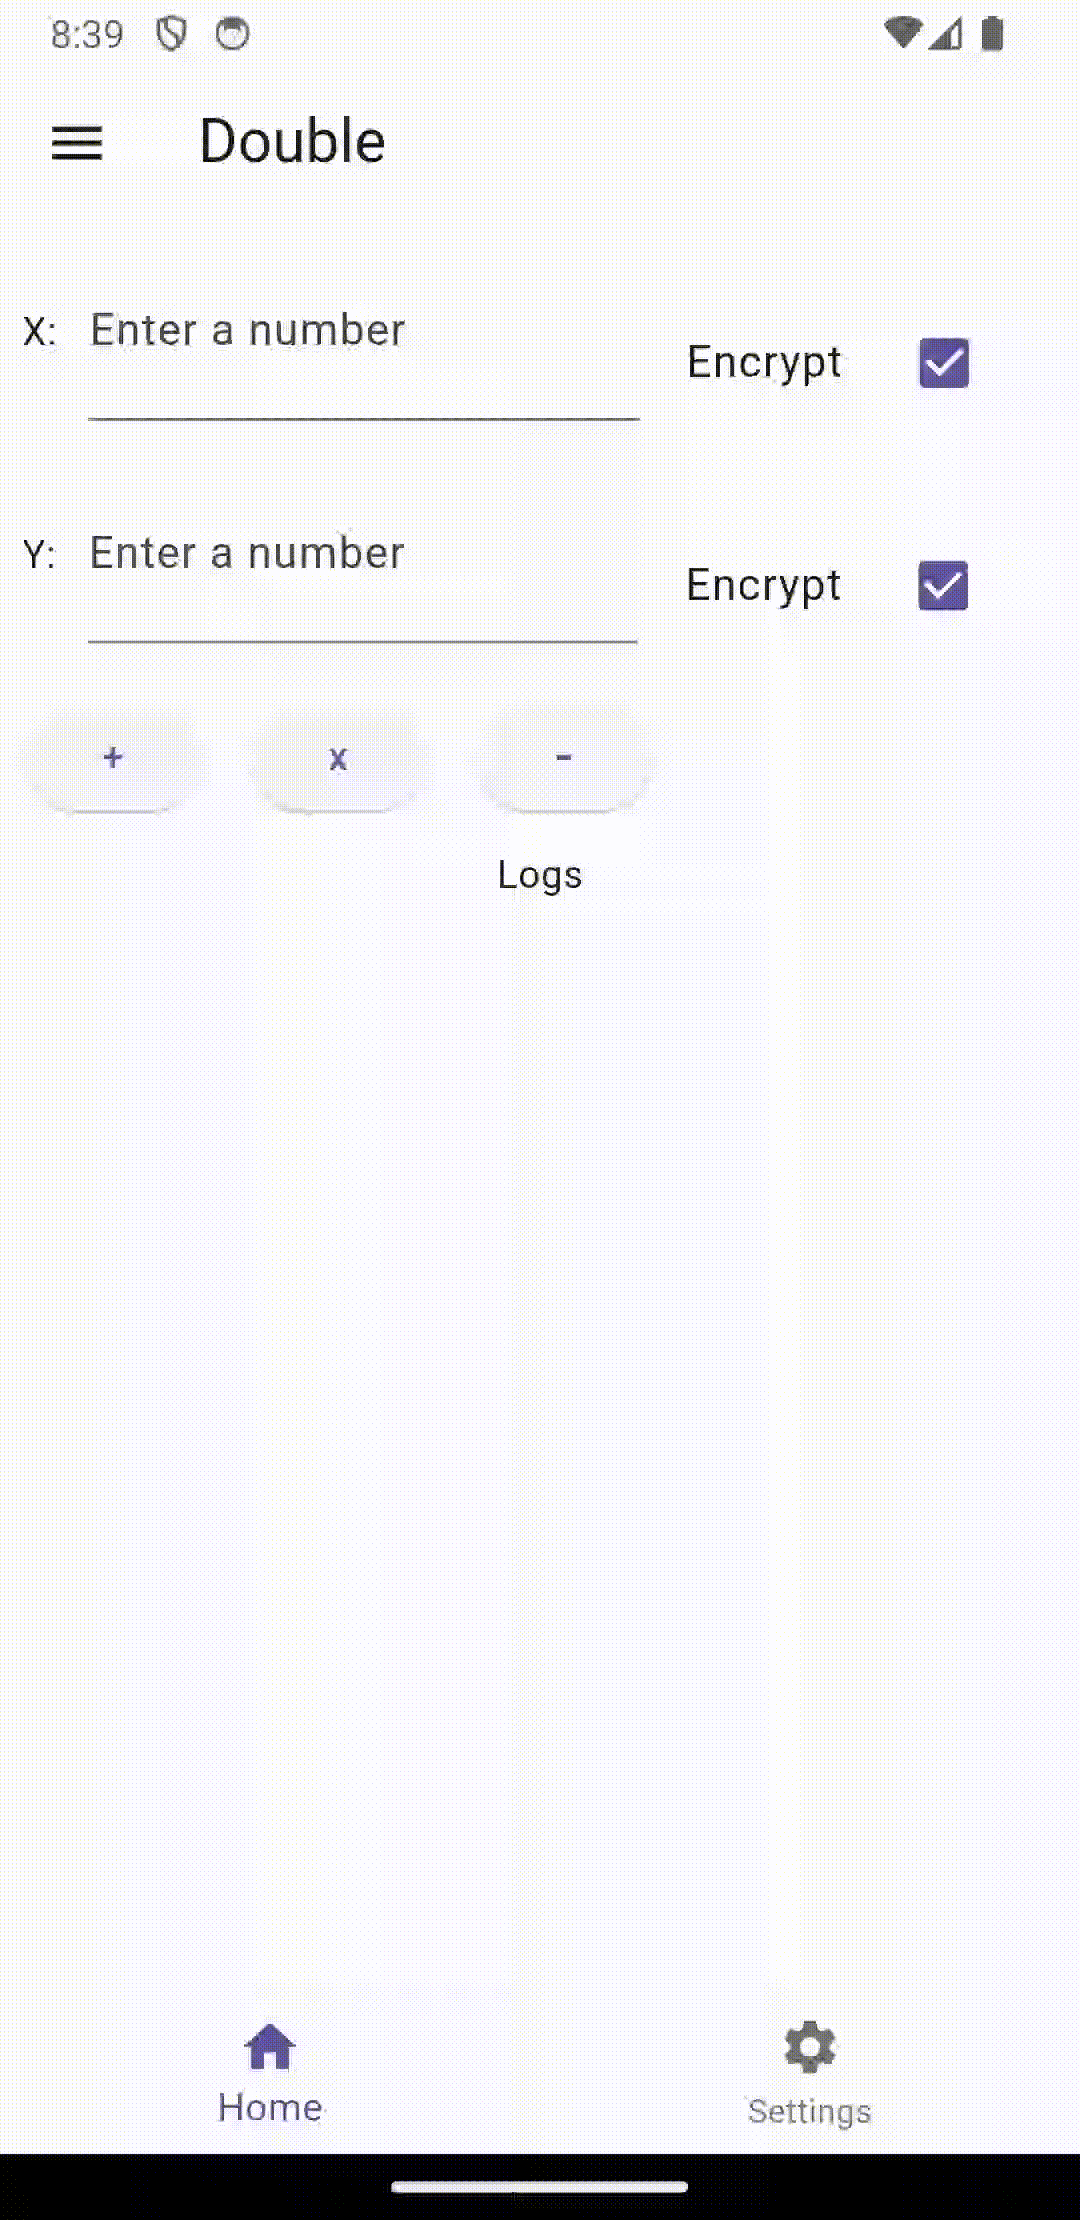 8:39
Double
X: Enter a number
Encrypt
Y: Enter a number
Encrypt
+ x -
Logs
Home
Settings